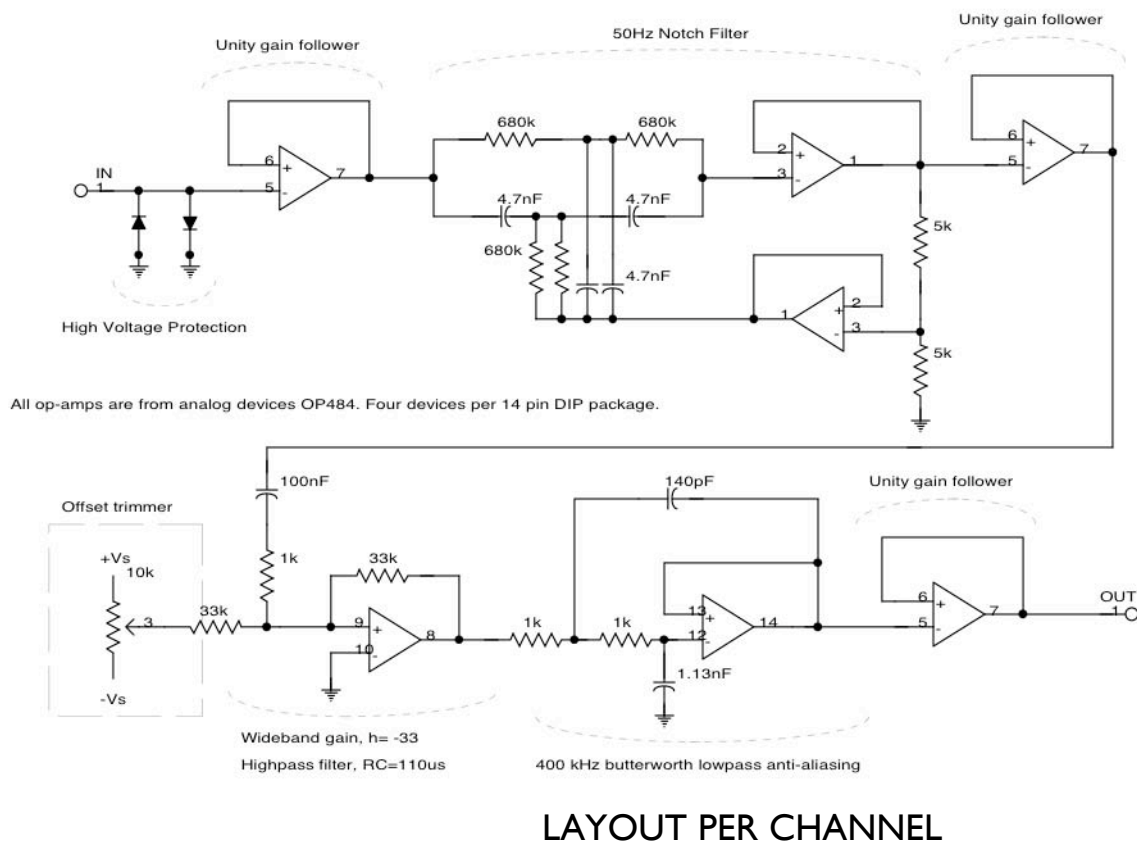 50Hz Notch Filter
Unity gain follower
Unity gain follower
680k
680k
IN
1
6
+
5
-
7
2
+
3
-
1
6
+
5
-
7
4.7nF
4.7nF
680k
4.7nF
5k
1
2
+
3
-
5k
High Voltage Protection
All op-amps are from analog devices OP484. Four devices per 14 pin DIP package.
100nF
140pF
Unity gain follower
Offset trimmer
+Vs
10k
1k
33k
3
33k
9
+
10
-
8
1k
1k
13
+
12
-
14
6
+
5
-
7
OUT
1
-Vs
1.13nF
Wideband gain, h= -33
Highpass filter, RC=110us
400 kHz butterworth lowpass anti-aliasing
LAYOUT PER CHANNEL